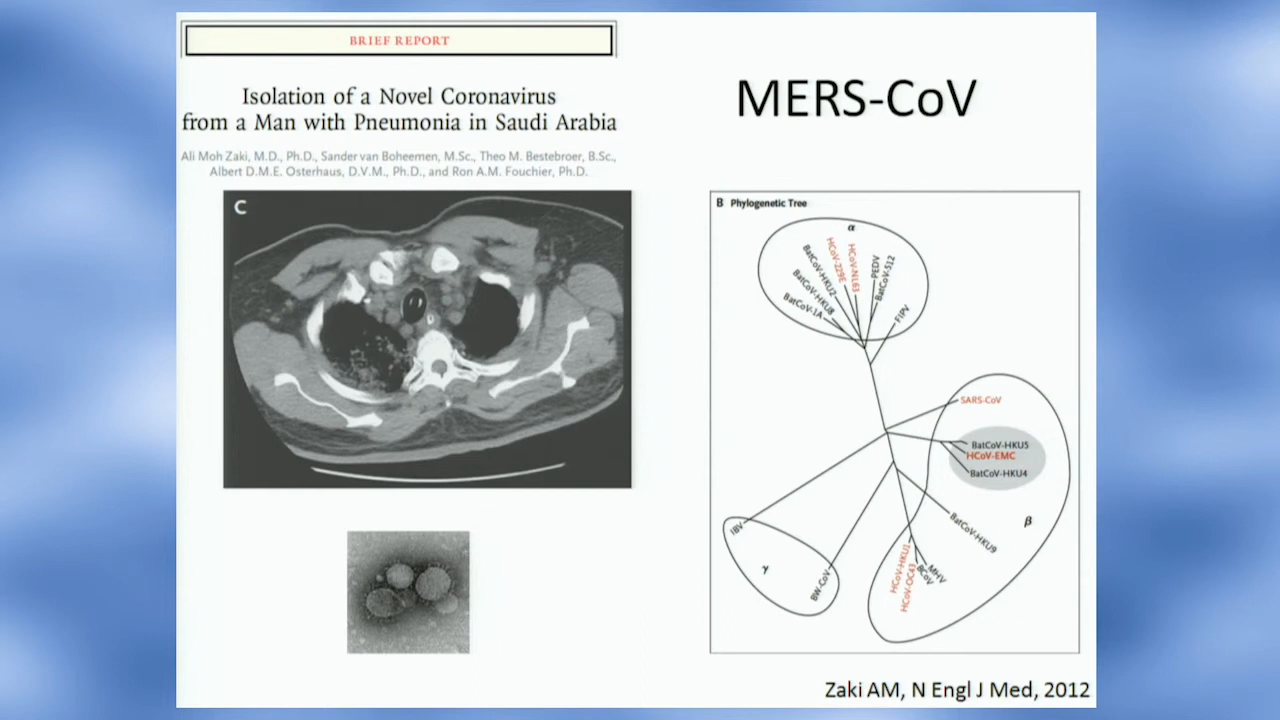 BRIEF REPORT
Isolation of a Novel Coronavirus
from a Man with Pneumonia in Saudi Arabia
Ali Moh Zaki, M.D., Ph.D., Sander van Boheemen, M.Sc., Theo M. Bestebroer, B.Sc.,
Albert D.M.E. Osterhaus, D.V.M., Ph.D., and Ron A.M. Fouchier, Ph.D.
C
MERS-CoV
B Phylogenetic Tree
α
BatCoV-1A
BatCoV-HKU8
BatCoV-HKU2
HCoV-229E
HCoV-NL63
PEDV
BatCoV-512
FIPV
SARS-CoV
BatCoV-HKU5
HCoV-EMC
BatCoV-HKU4
BatCoV-HKU9
β
MHV
BCoV
HCoV-OC43
HCoV-HKU1
BW-CoV
γ
IBV
Zaki AM, N Engl J Med, 2012